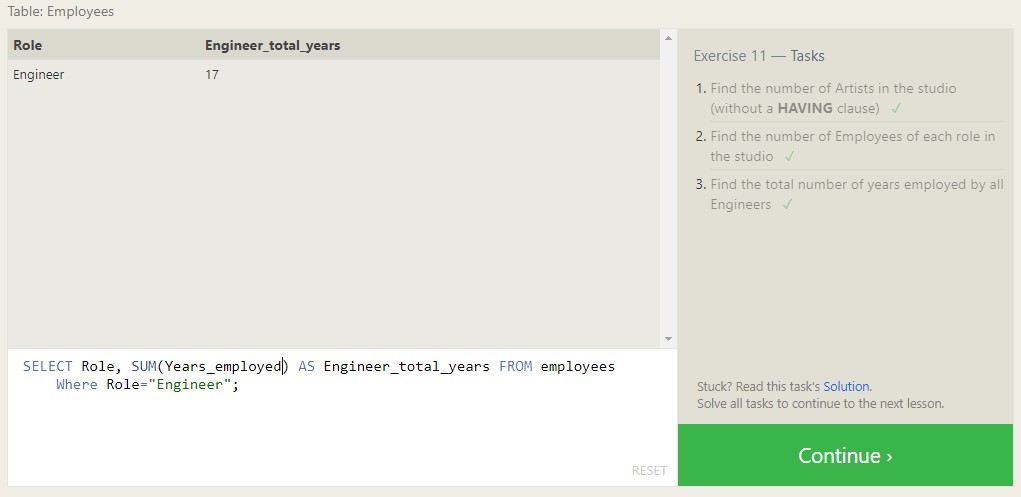 Table: Employees
Role Engineer_total_years
Engineer 17
SELECT Role, SUM(Years_employed) AS Engineer_total_years FROM employees
Where Role="Engineer";
RESET
Exercise 11 — Tasks
1. Find the number of Artists in the studio
(without a HAVING clause) ✓
2. Find the number of Employees of each role in
the studio ✓
3. Find the total number of years employed by all
Engineers ✓
Stuck? Read this task's Solution.
Solve all tasks to continue to the next lesson.
Continue ›